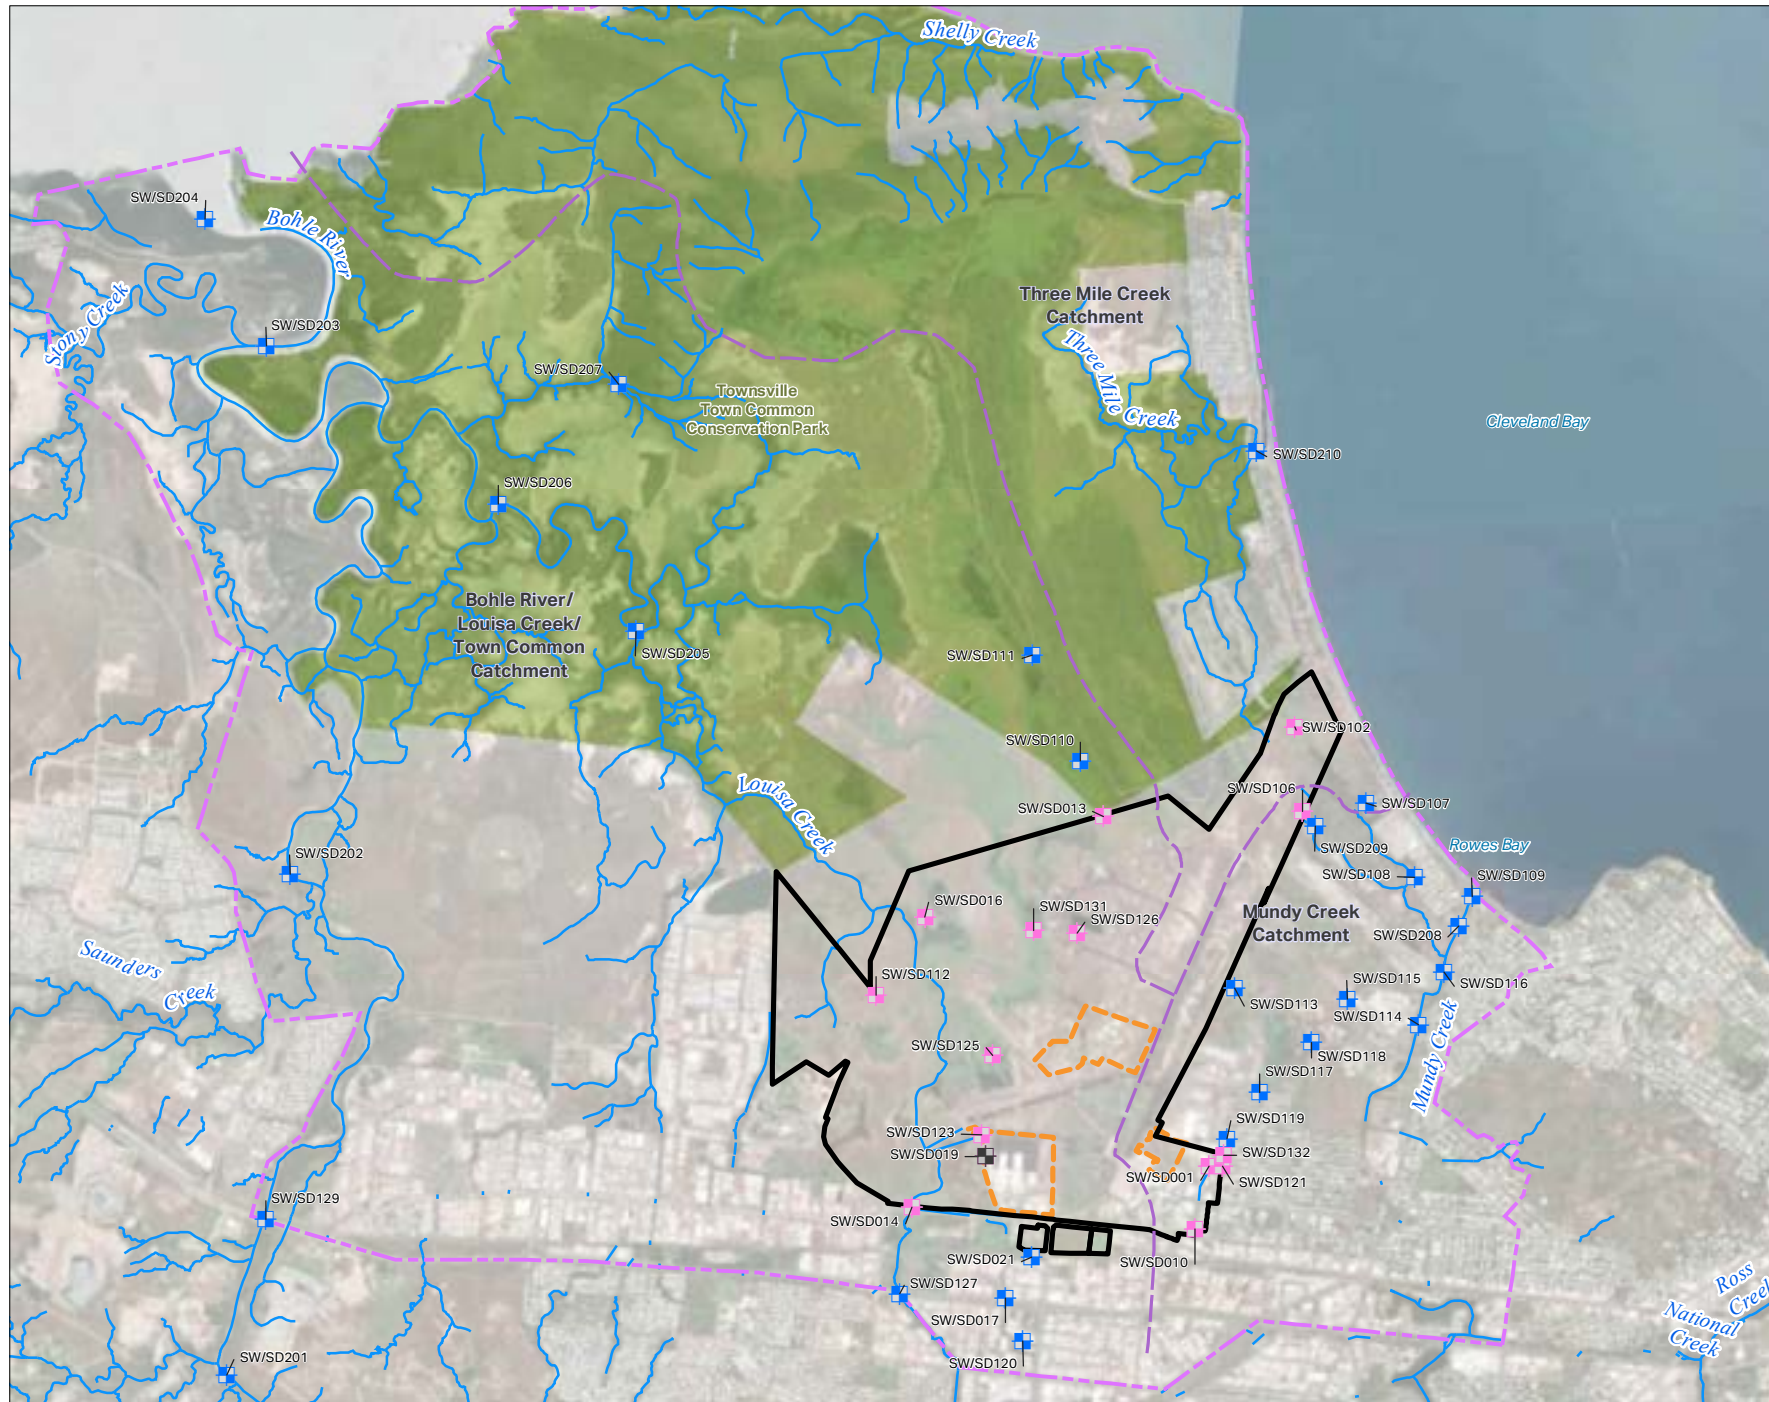 Shelly Creek
SW/SD204
Bohle River
Stony Creek
SW/SD203
Three Mile Creek
Catchment
Three Mile Creek
SW/SD207
Townsville
Town Common
Conservation Park
Cleveland Bay
SW/SD210
SW/SD206
Bohle River/
Louisa Creek/
Town Common
Catchment
SW/SD205
SW/SD111
SW/SD102
SW/SD110
Louisa Creek
SW/SD013
SW/SD106
SW/SD107
SW/SD209
Rowes Bay
SW/SD202
SW/SD108
SW/SD109
SW/SD016
SW/SD131
SW/SD126
Mundy Creek
Catchment
SW/SD208
Saunders
Creek
SW/SD112
SW/SD115
SW/SD116
SW/SD113
SW/SD114
SW/SD125
SW/SD118
SW/SD117
Mundy Creek
SW/SD123
SW/SD119
SW/SD019
SW/SD132
SW/SD001
SW/SD121
SW/SD129
SW/SD014
SW/SD021
SW/SD010
SW/SD127
SW/SD017
Ross
Creek
National
Creek
SW/SD201
SW/SD120